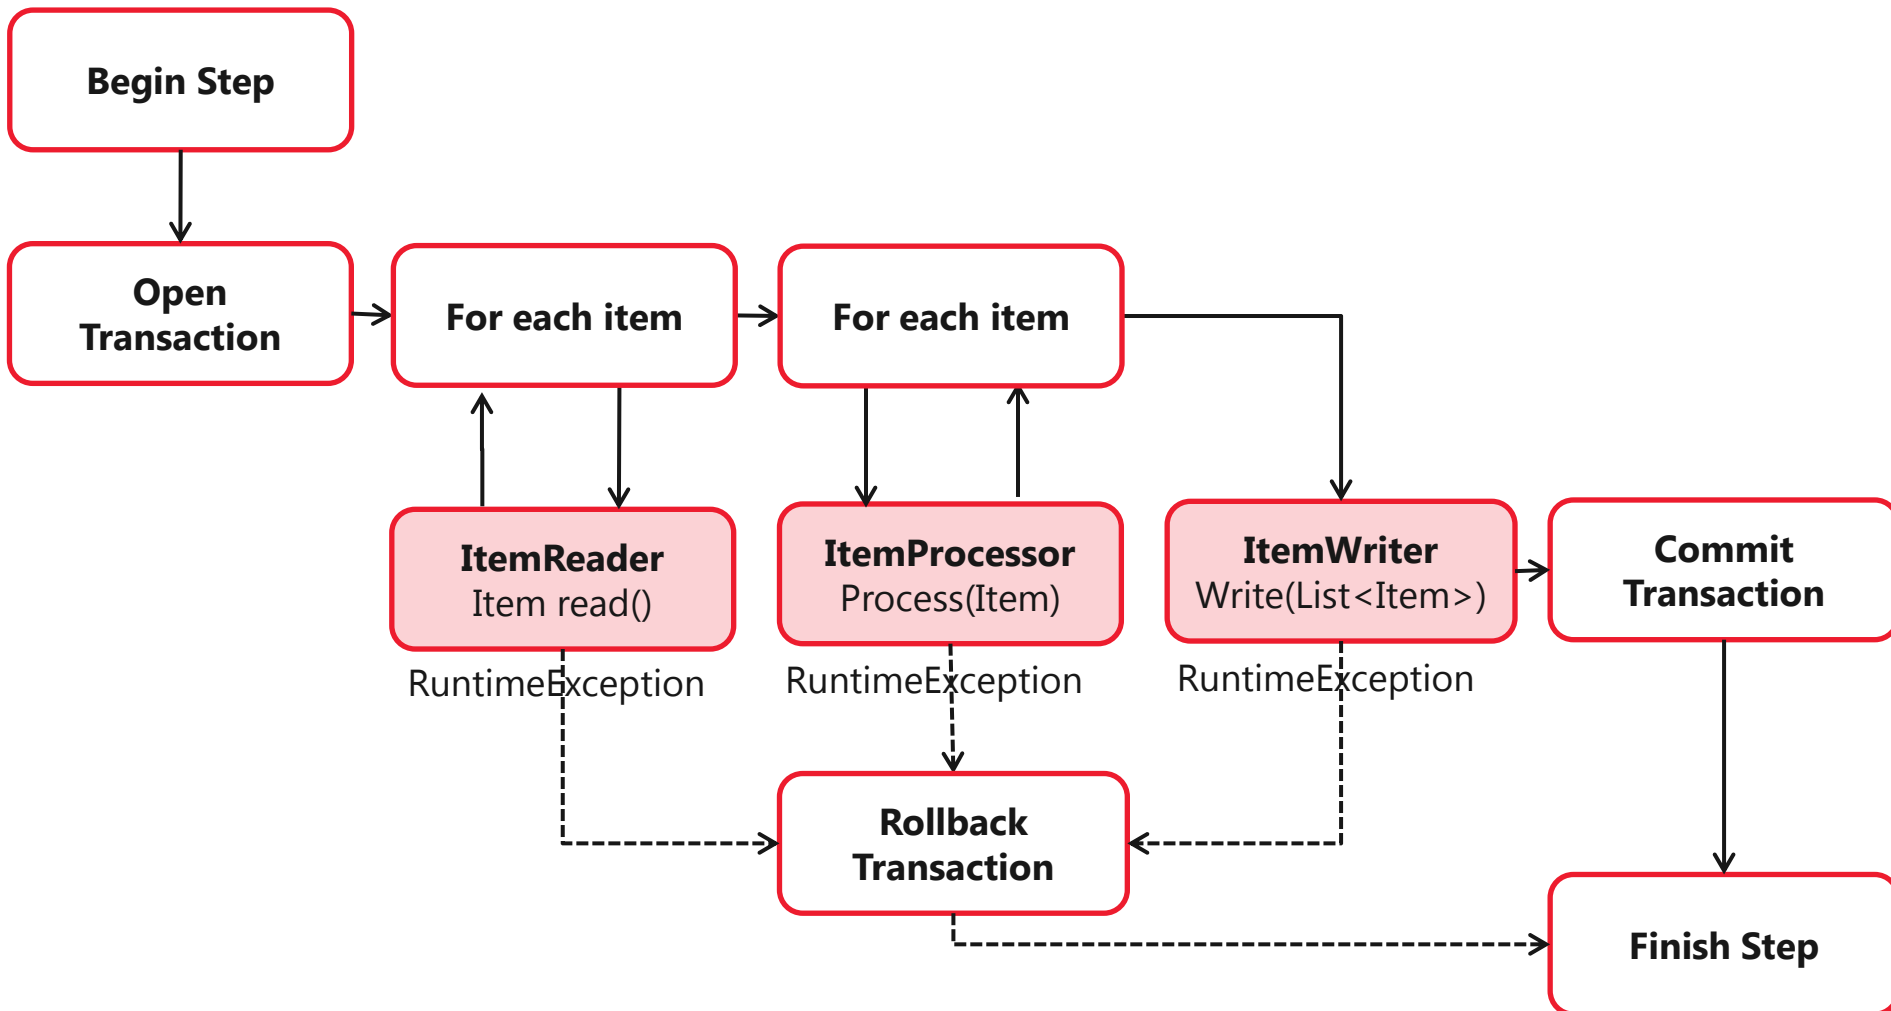 Begin Step
Open
Transaction
For each item
For each item
ItemReader
Item read()
ItemProcessor
Process(Item)
ItemWriter
Write(List<Item>)
Commit
Transaction
RuntimeException
RuntimeException
RuntimeException
Rollback
Transaction
Finish Step